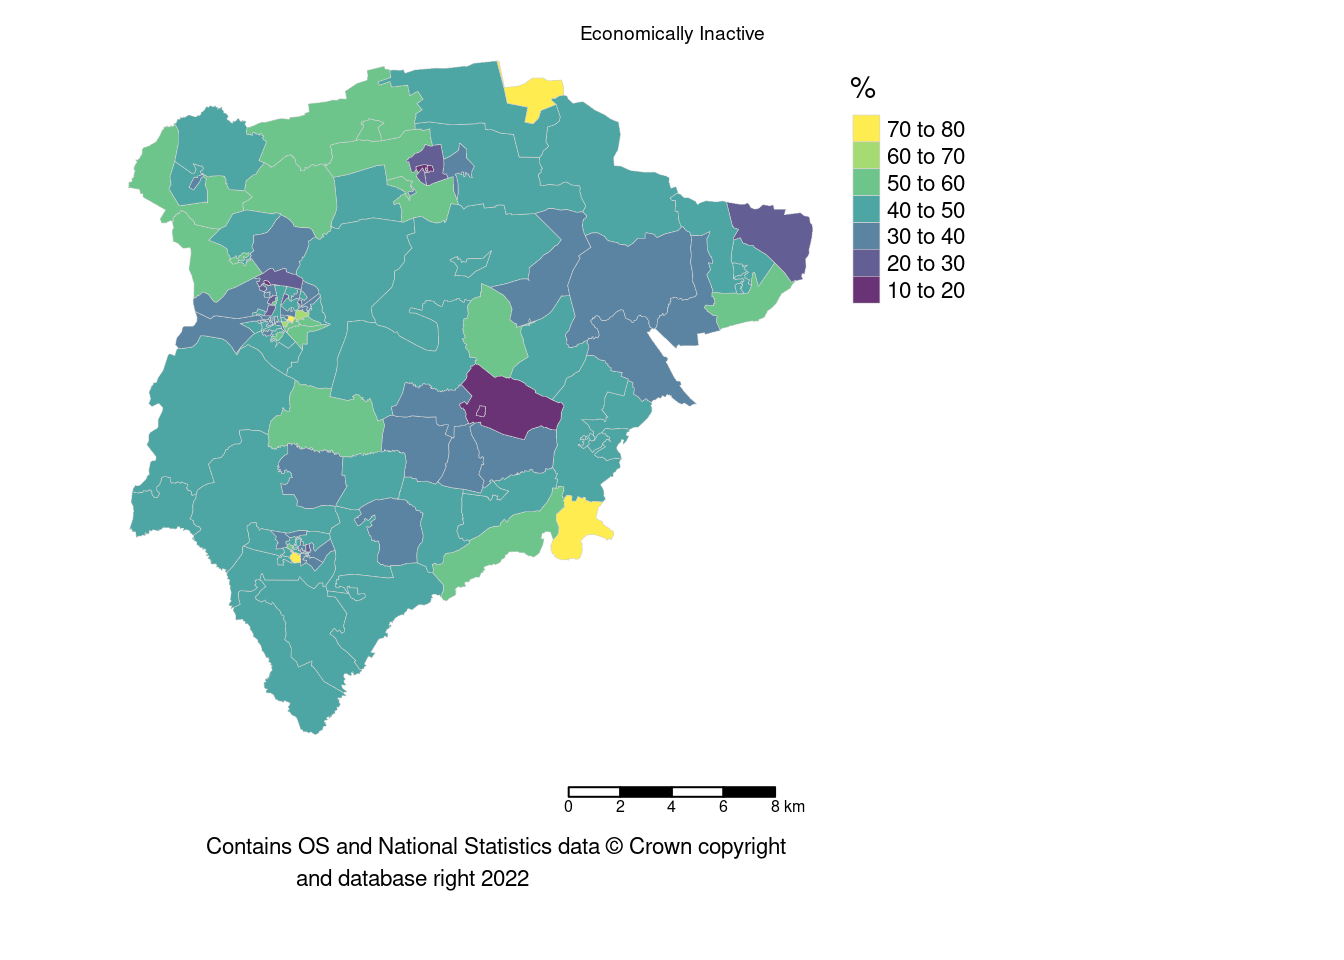 Economically Inactive
%
70 to 80
60 to 70
50 to 60
40 to 50
30 to 40
20 to 30
10 to 20
0 2 4 6 8 km
Contains OS and National Statistics data © Crown copyright
and database right 2022